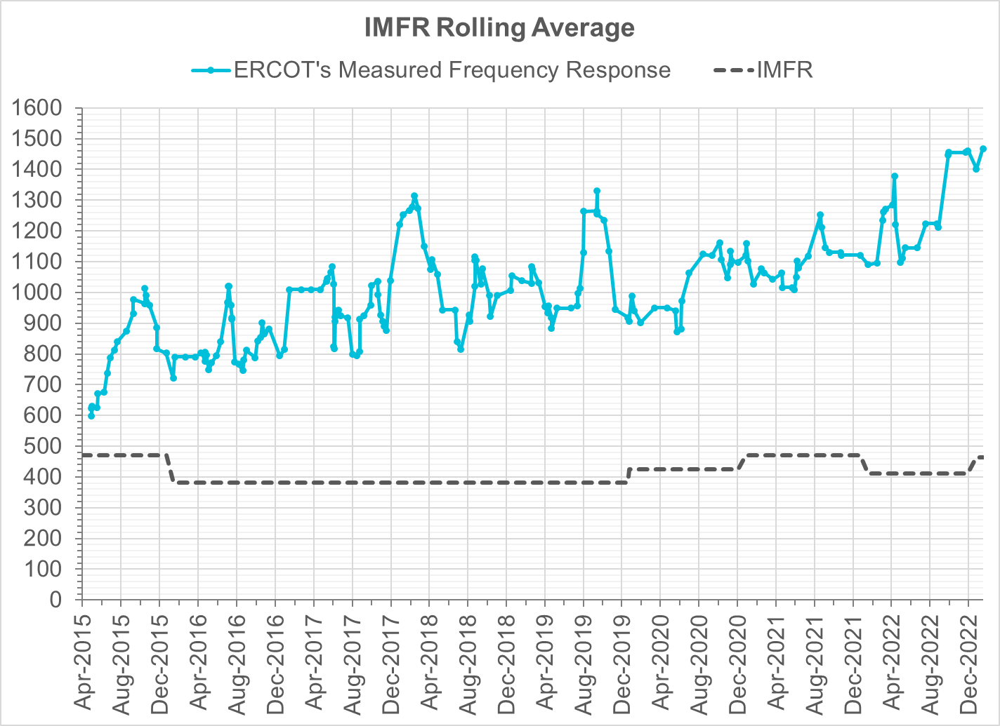 IMFR Rolling Average
ERCOT's Measured Frequency Response IMFR
1600
1500
1400
1300
1200
1100
1000
900
800
700
600
500
400
300
200
100
0
Apr-2015
Aug-2015
Dec-2015
Apr-2016
Aug-2016
Dec-2016
Apr-2017
Aug-2017
Dec-2017
Apr-2018
Aug-2018
Dec-2018
Apr-2019
Aug-2019
Dec-2019
Apr-2020
Aug-2020
Dec-2020
Apr-2021
Aug-2021
Dec-2021
Apr-2022
Aug-2022
Dec-2022